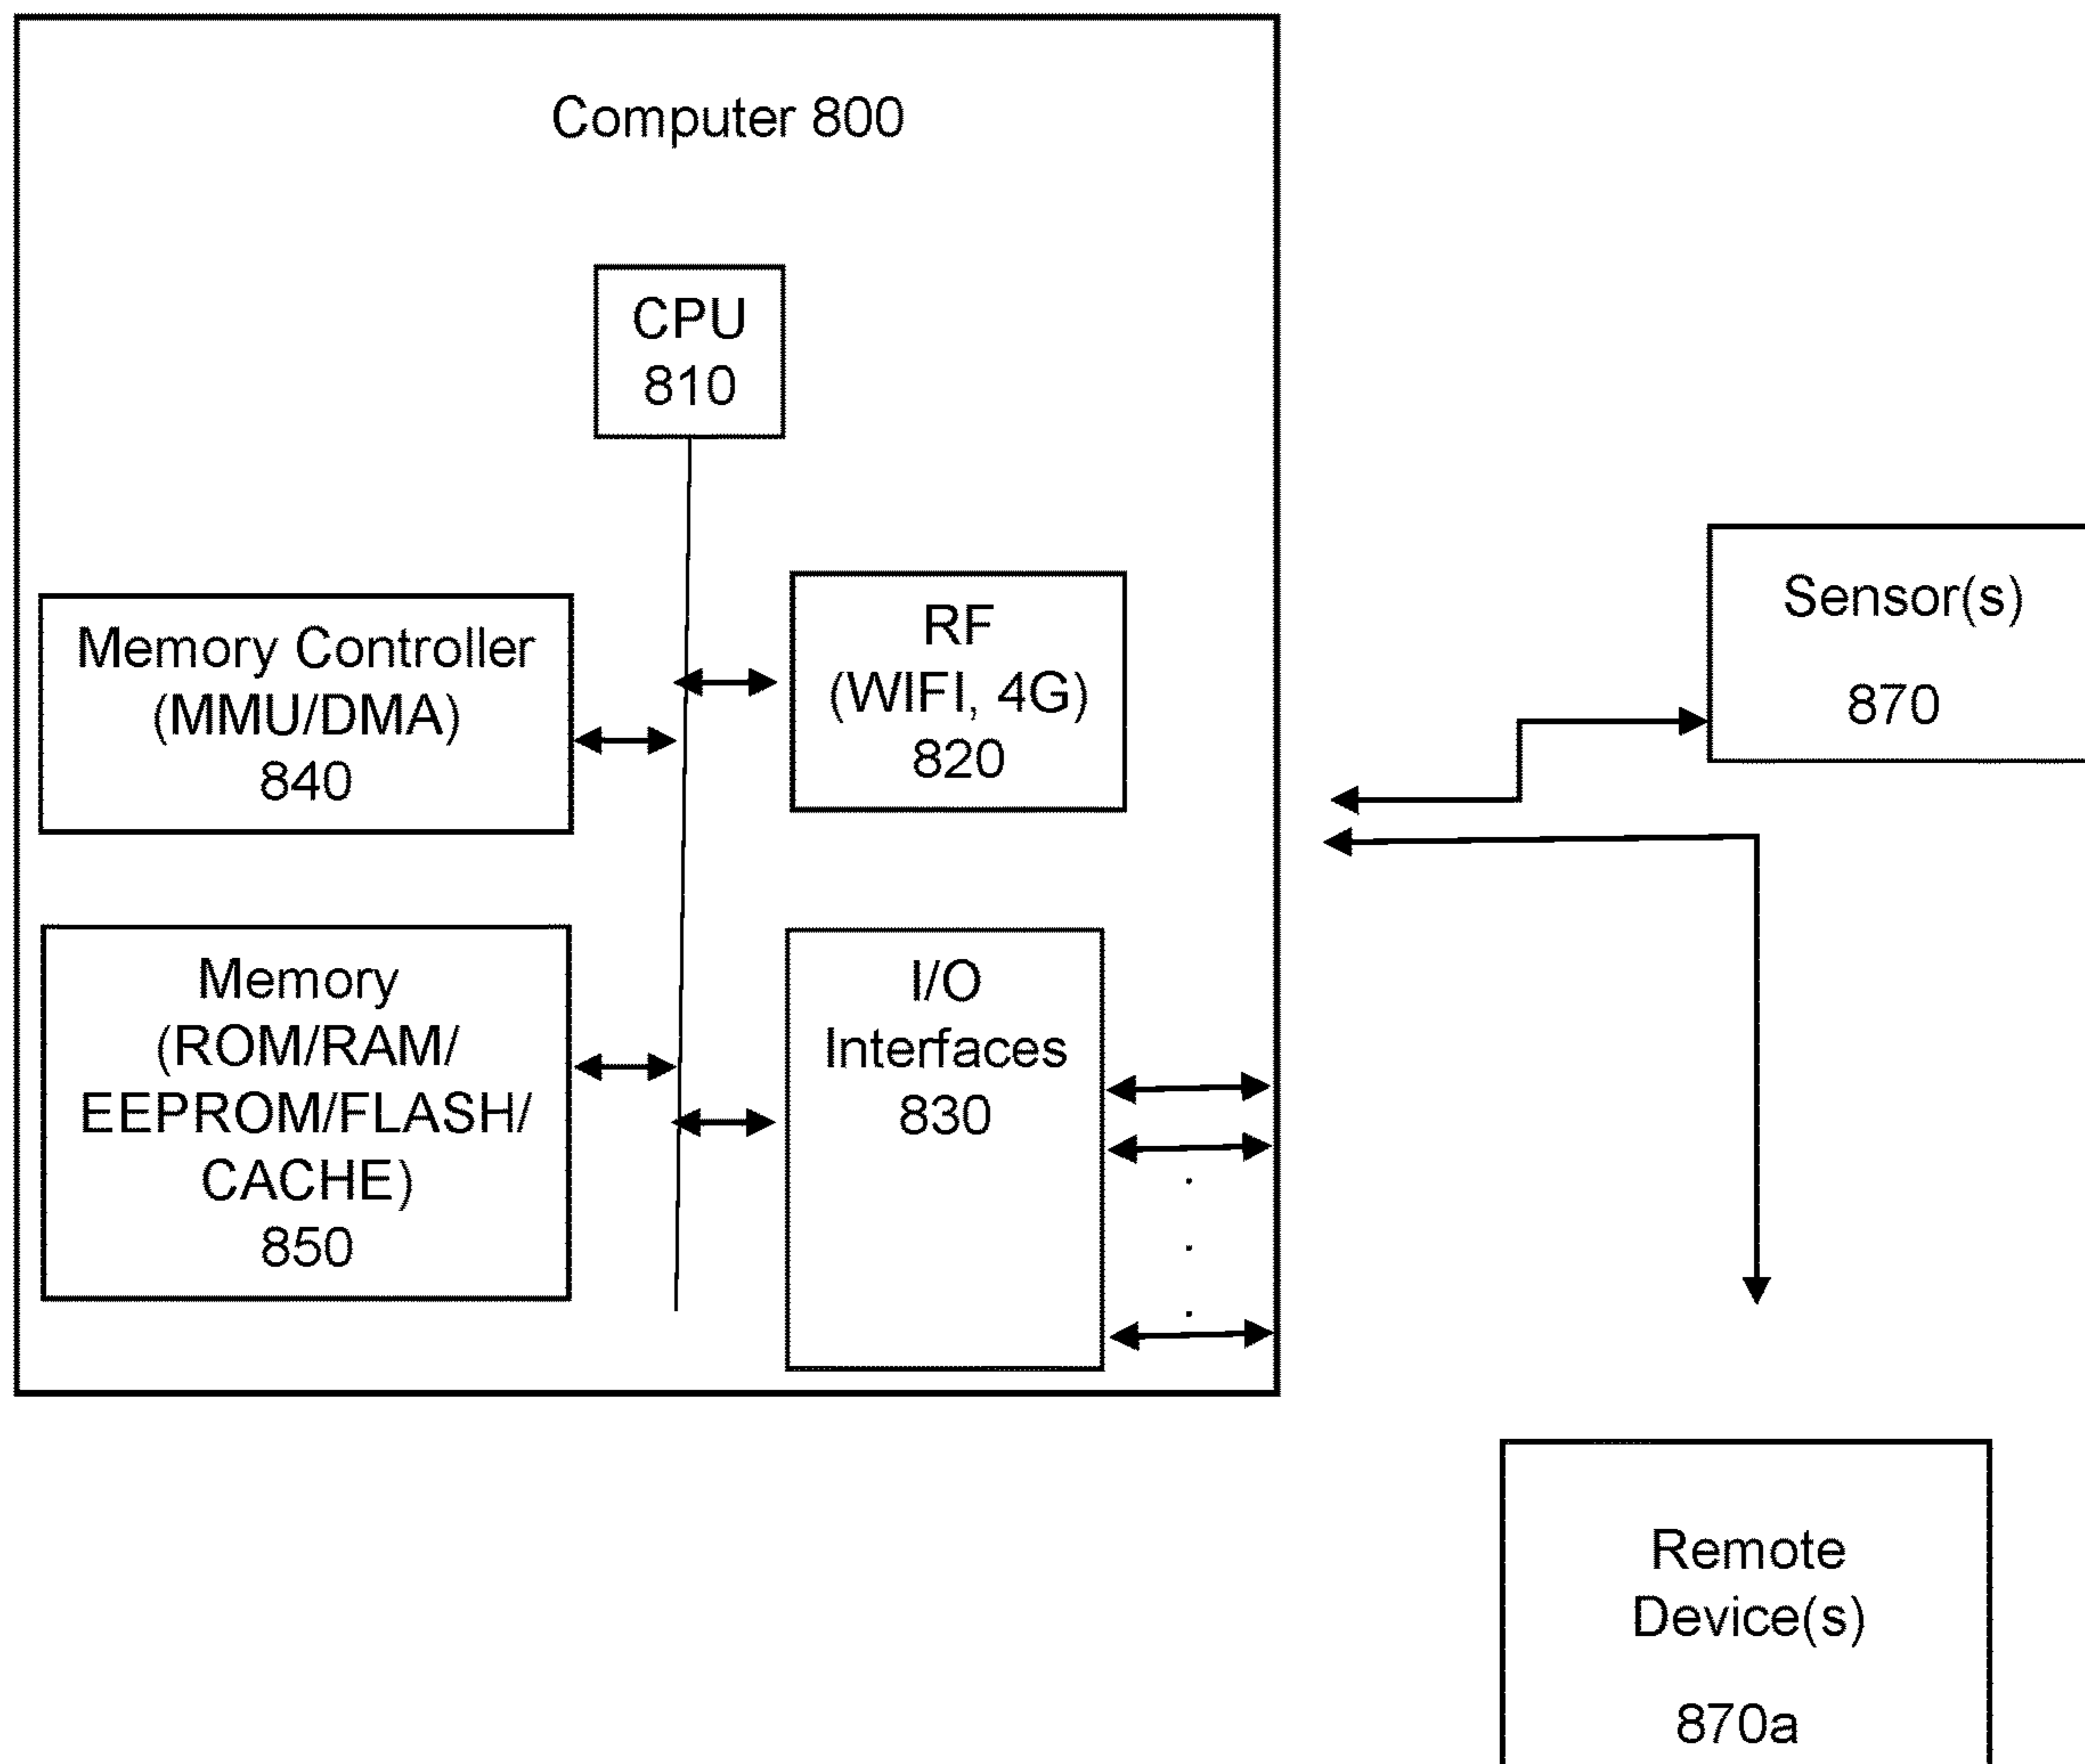 Computer 800
CPU
810
Memory Controller
(MMU/DMA)
840
RF
(WIFI, 4G)
820
Sensor(s)
870
Memory
(ROM/RAM/
EEPROM/FLASH/
CACHE)
850
I/O
Interfaces
830
Remote
Device(s)
870a